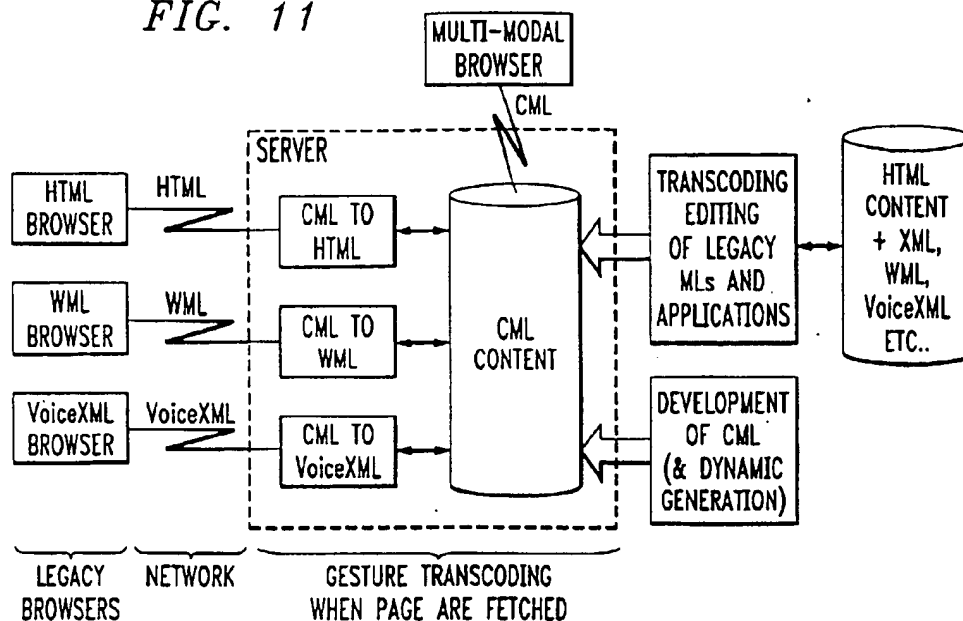 FIG. 11
MULTI-MODAL
BROWSER
CML
SERVER
HTML
BROWSER
HTML
CML TO
HTML
WML
BROWSER
WML
CML TO
WML
VoiceXML
BROWSER
VoiceXML
CML TO
VoiceXML
CML
CONTENT
TRANSCODING
EDITING
OF LEGACY
MLs AND
APPLICATIONS
HTML
CONTENT
+ XML,
WML,
VoiceXML
ETC..
DEVELOPMENT
OF CML
(& DYNAMIC
GENERATION)
LEGACY
BROWSERS
NETWORK
GESTURE TRANSCODING
WHEN PAGE ARE FETCHED